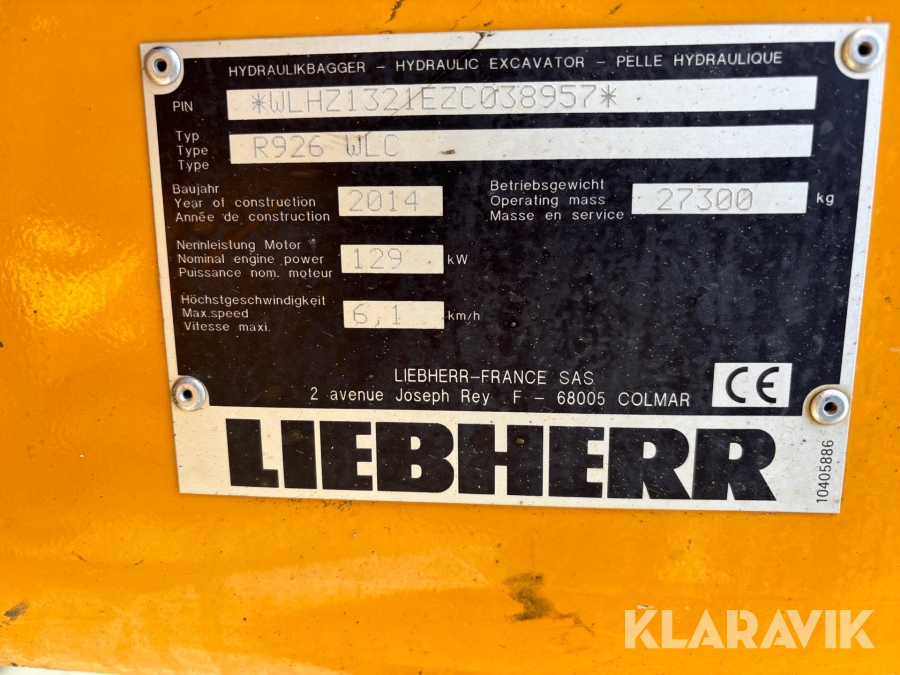 HYDRAULIKBAGGER – HYDRAULIC EXCAVATOR – PELLE HYDRAULIQUE
PIN *WLHZ1321EZC038957*
Typ
Type R926 WLC
Type
Baujahr
Year of construction 2014
Année de construction
Betriebsgewicht
Operating mass 27300 kg
Masse en service
Nennleistung Motor
Nominal engine power 129 kW
Puissance nom. moteur
Höchstgeschwindigkeit
Max.speed 6,1 km/h
Vitesse maxi.
LIEBHERR–FRANCE SAS
2 avenue Joseph Rey F – 68005 COLMAR
CE
LIEBHERR
10405886
KLARAVIK